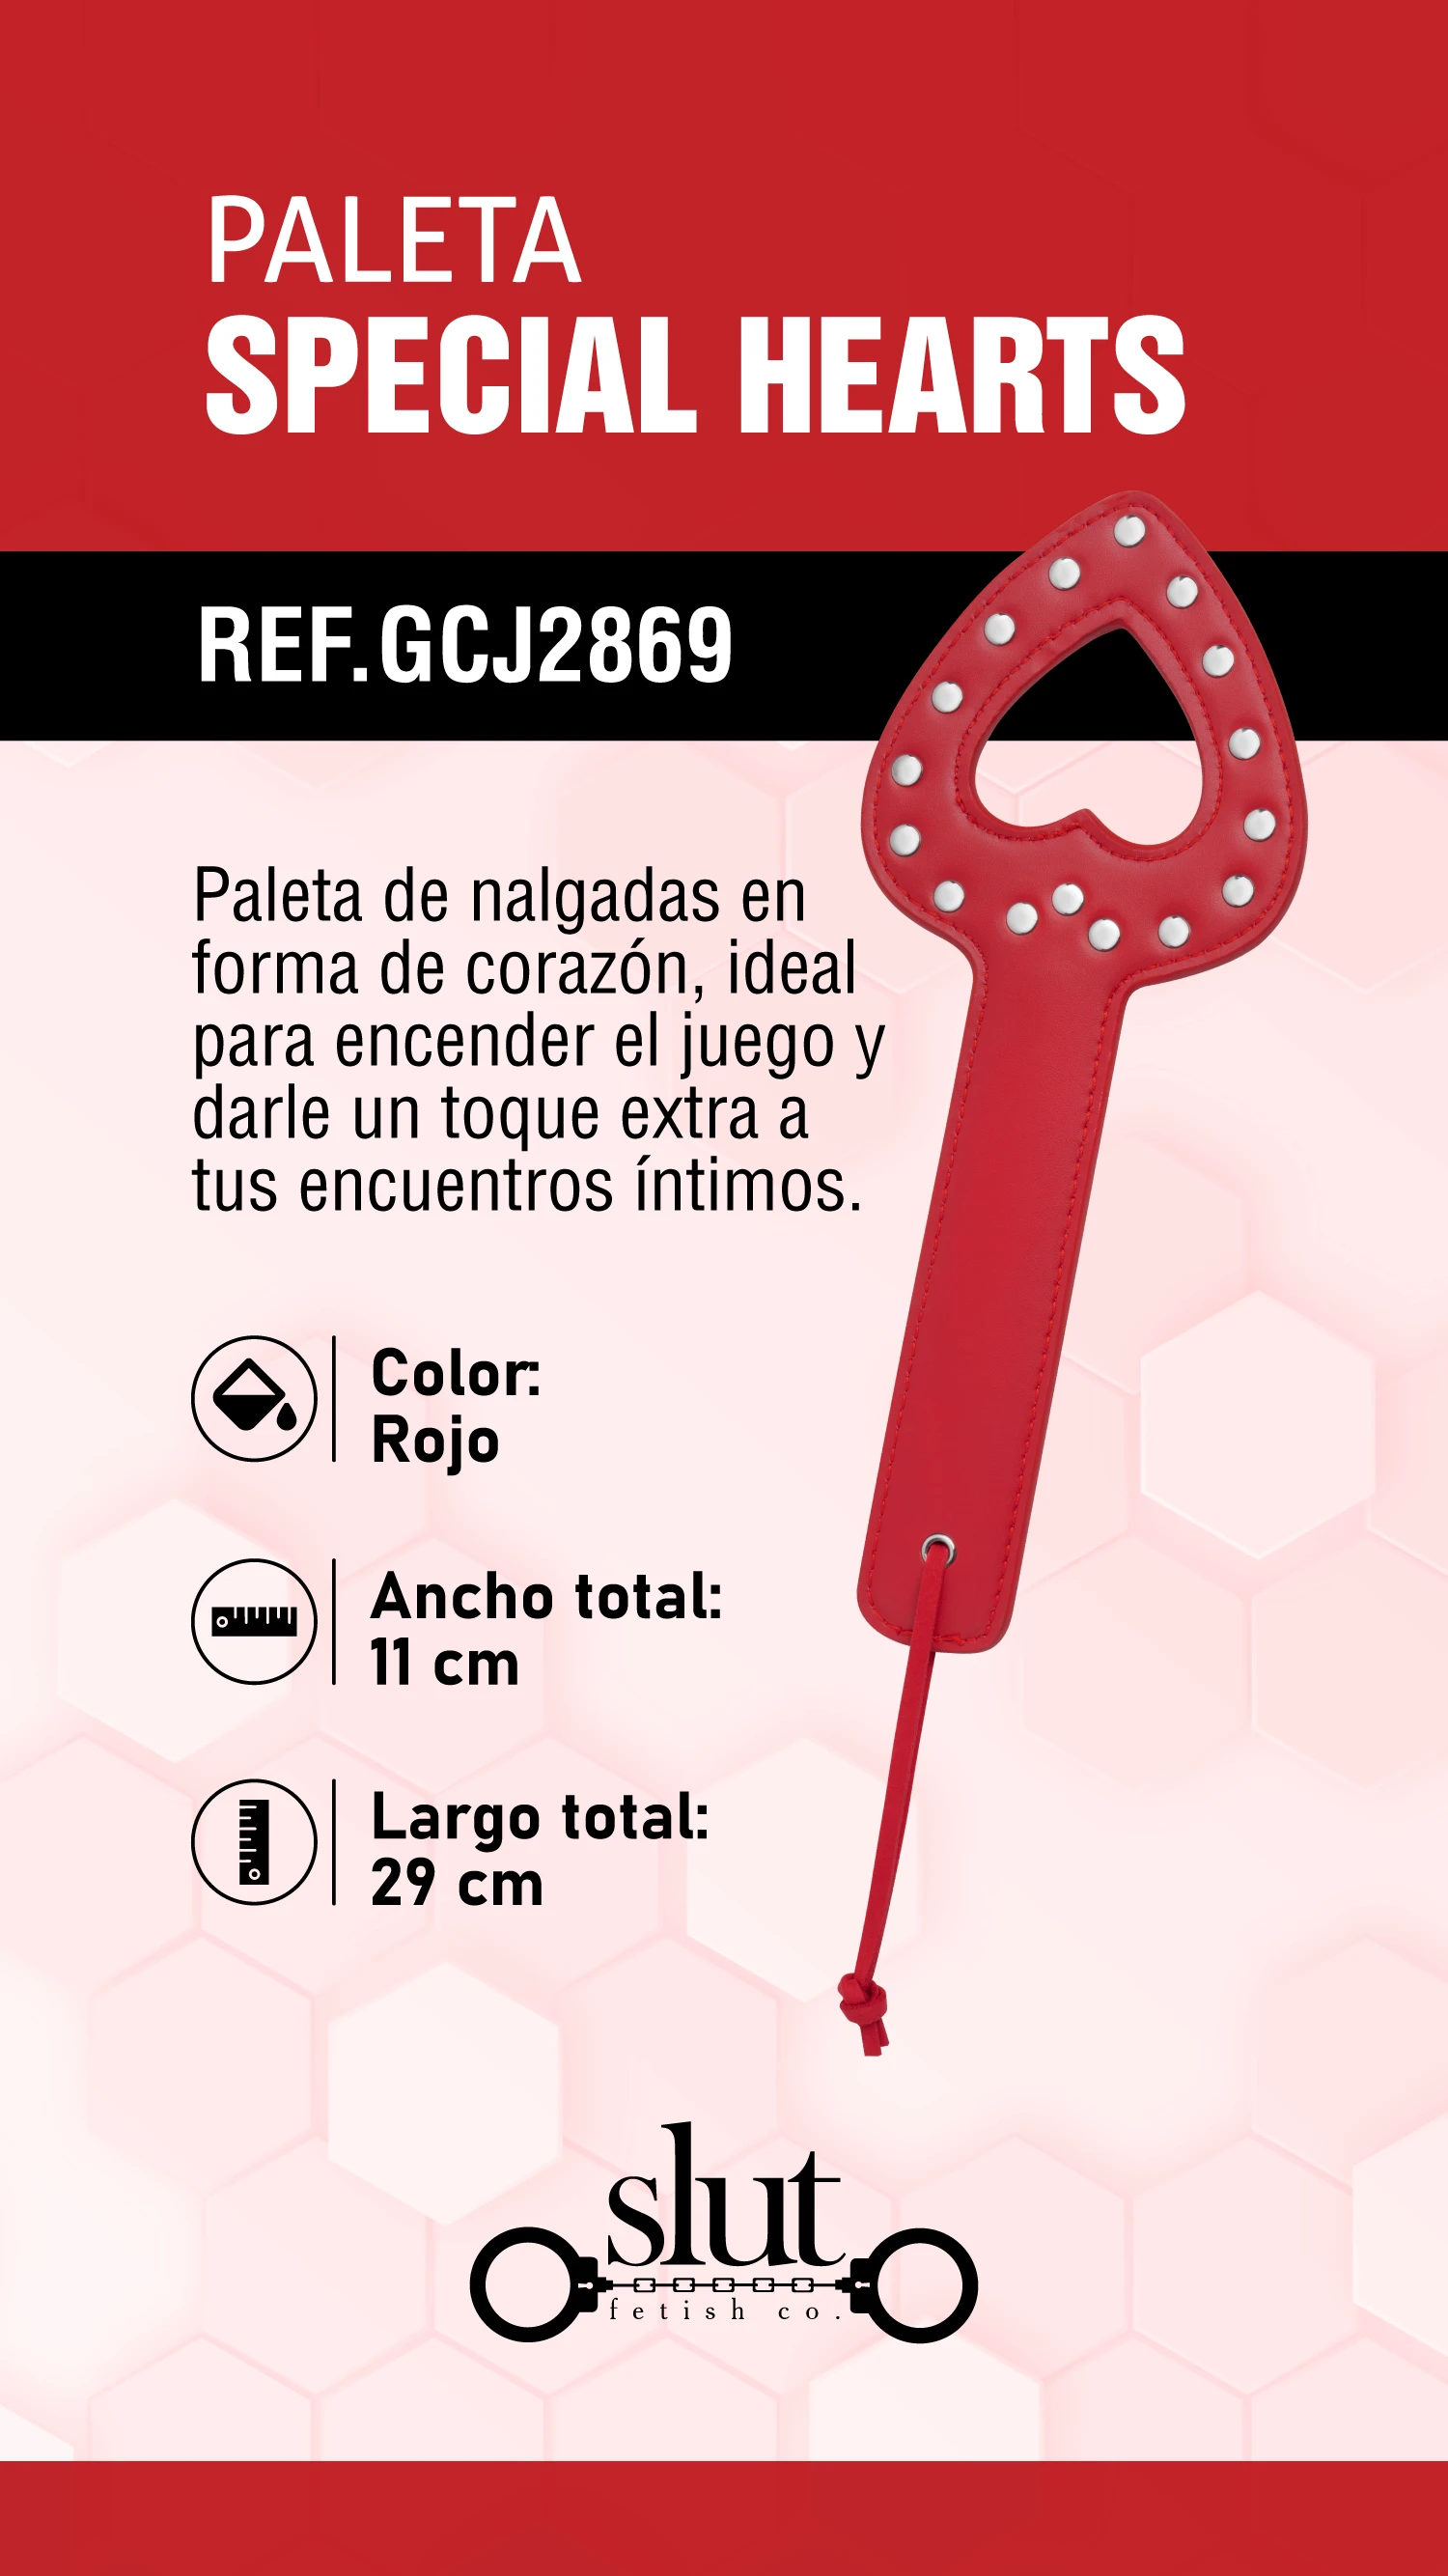 PALETA
SPECIAL HEARTS
REF.GCJ2869
Paleta de nalgadas en
forma de corazón, ideal
para encender el juego y
darle un toque extra a
tus encuentros íntimos.
Color:
Rojo
Ancho total:
11 cm
Largo total:
29 cm
slut
fetish co.